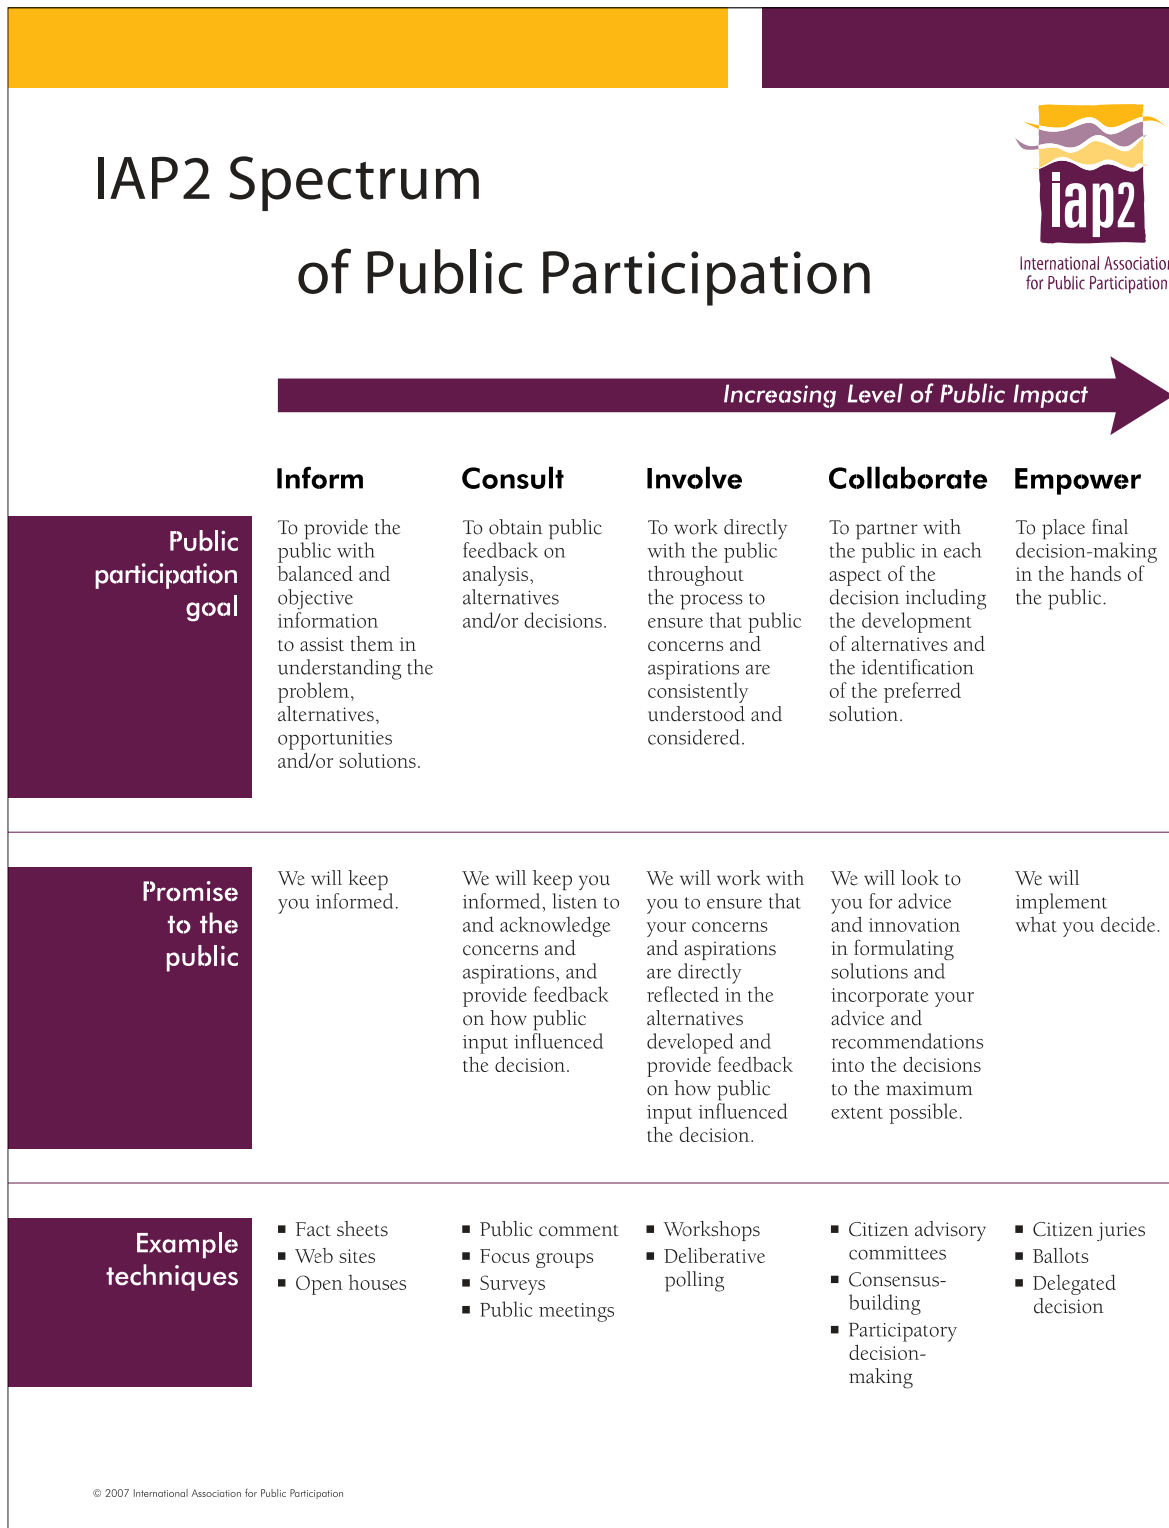 IAP2 Spectrum
of Public Participation
iap2
International Association
for Public Participation
Increasing Level of Public Impact
Inform
Consult
Involve
Collaborate
Empower
Public
participation
goal
To provide the
public with
balanced and
objective
information
to assist them in
understanding the
problem,
alternatives,
opportunities
and/or solutions.
To obtain public
feedback on
analysis,
alternatives
and/or decisions.
To work directly
with the public
throughout
the process to
ensure that public
concerns and
aspirations are
consistently
understood and
considered.
To partner with
the public in each
aspect of the
decision including
the development
of alternatives and
the identification
of the preferred
solution.
To place final
decision-making
in the hands of
the public.
Promise
to the
public
We will keep
you informed.
We will keep you
informed, listen to
and acknowledge
concerns and
aspirations, and
provide feedback
on how public
input influenced
the decision.
We will work with
you to ensure that
your concerns
and aspirations
are directly
reflected in the
alternatives
developed and
provide feedback
on how public
input influenced
the decision.
We will look to
you for advice
and innovation
in formulating
solutions and
incorporate your
advice and
recommendations
into the decisions
to the maximum
extent possible.
We will
implement
what you decide.
Example
techniques
▪ Fact sheets
▪ Web sites
▪ Open houses
▪ Public comment
▪ Focus groups
▪ Surveys
▪ Public meetings
▪ Workshops
▪ Deliberative
polling
▪ Citizen advisory
committees
▪ Consensus-
building
▪ Participatory
decision-
making
▪ Citizen juries
▪ Ballots
▪ Delegated
decision
© 2007 International Association for Public Participation